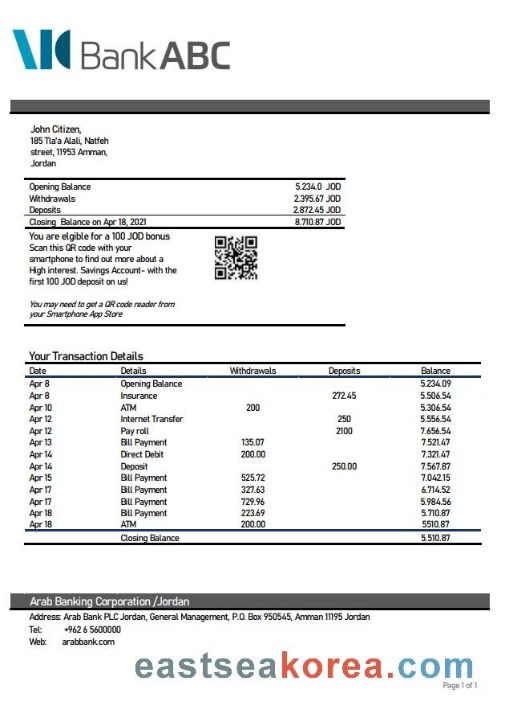 BankABC
John Citizen,
185 Tla'a Alali, Natfeh
street, 11953 Amman,
Jordan
Opening Balance 5.234.0 JOD
Withdrawals 2.395.67 JOD
Deposits 2.872.45 JOD
Closing Balance on Apr 18, 2021 8.710.87 JOD
You are elgible for a 100 JOD bonus
Scan this QR code with your
smartphone to find out more about a
High interest. Savings Account- with the
first 100 JOD deposit on us!
You may need to get a QR code reader from
your Smartphone App Store
Your Transaction Details
Date Details Withdrawals Deposits Balance
Apr 8 Opening Balance 5.234.09
Apr 8 Insurance 272.45 5.506.54
Apr 10 ATM 200 5.306.54
Apr 12 Internet Transfer 250 5.556.54
Apr 12 Pay roll 2100 7.656.54
Apr 13 Bill Payment 135.07 7.521.47
Apr 14 Direct Debit 200.00 7.321.47
Apr 14 Deposit 250.00 7.567.87
Apr 15 Bill Payment 525.72 7.042.15
Apr 17 Bill Payment 327.63 6.714.52
Apr 17 Bill Payment 729.96 5.984.56
Apr 18 Bill Payment 223.69 5.710.87
Apr 18 ATM 200.00 5510.87
Closing Balance 5.510.87
Arab Banking Corporation /Jordan
Address: Arab Bank PLC Jordan, General Management, P.O. Box 950545, Amman 11195 Jordan
Tel: +962 6 5600000
Web: arabbank.com
eastseakorea.com
Page 1 of 1